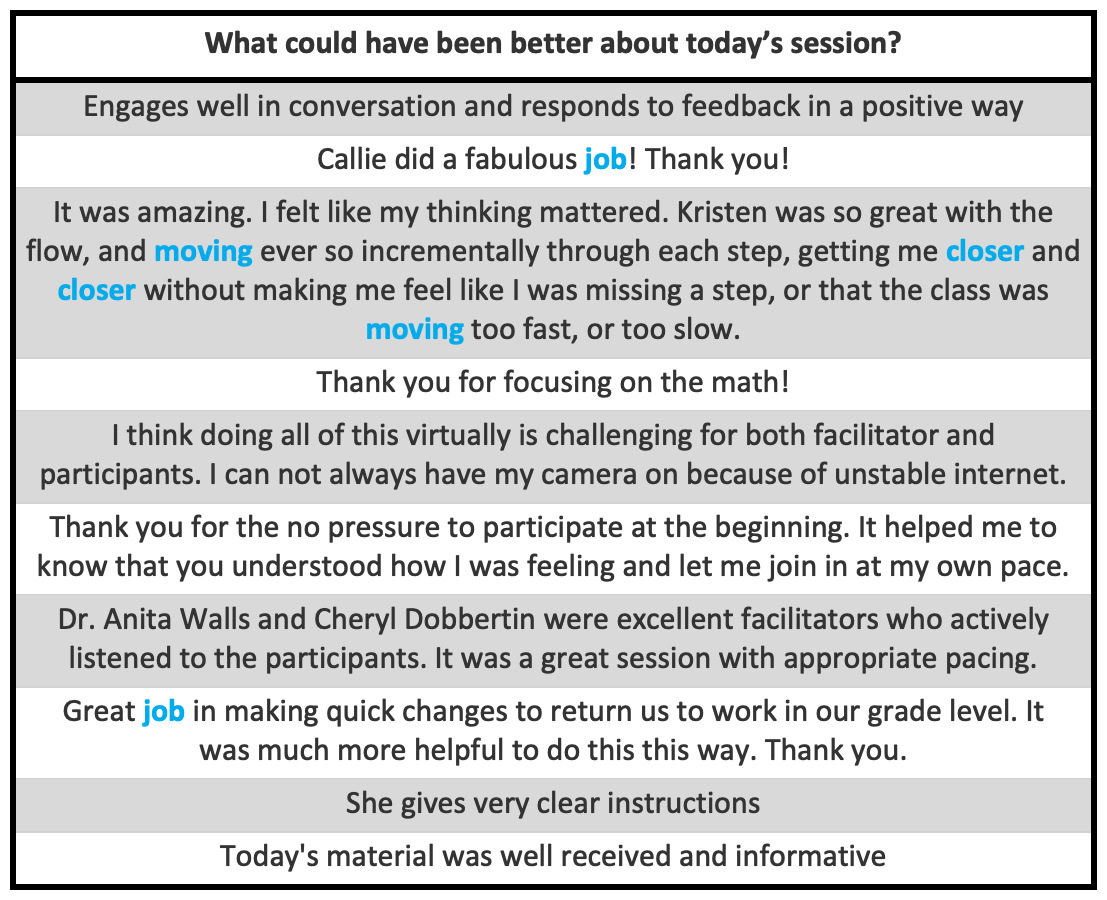 What could have been better about today’s session?
Engages well in conversation and responds to feedback in a positive way
Callie did a fabulous job! Thank you!
It was amazing. I felt like my thinking mattered. Kristen was so great with the
flow, and moving ever so incrementally through each step, getting me closer and
closer without making me feel like I was missing a step, or that the class was
moving too fast, or too slow.
Thank you for focusing on the math!
I think doing all of this virtually is challenging for both facilitator and
participants. I can not always have my camera on because of unstable internet.
Thank you for the no pressure to participate at the beginning. It helped me to
know that you understood how I was feeling and let me join in at my own pace.
Dr. Anita Walls and Cheryl Dobbertin were excellent facilitators who actively
listened to the participants. It was a great session with appropriate pacing.
Great job in making quick changes to return us to work in our grade level. It
was much more helpful to do this this way. Thank you.
She gives very clear instructions
Today's material was well received and informative